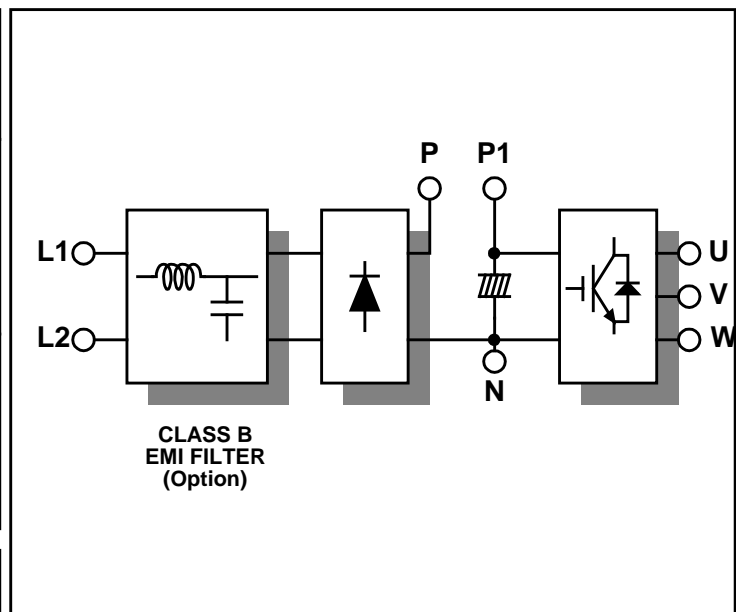 P
P1
L1
U
V
L2
W
N
CLASS B
EMI FILTER
(Option)